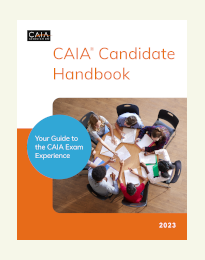 CAIA
CAIA® Candidate
Handbook
Your Guide to
the CAIA Exam
Experience
2023